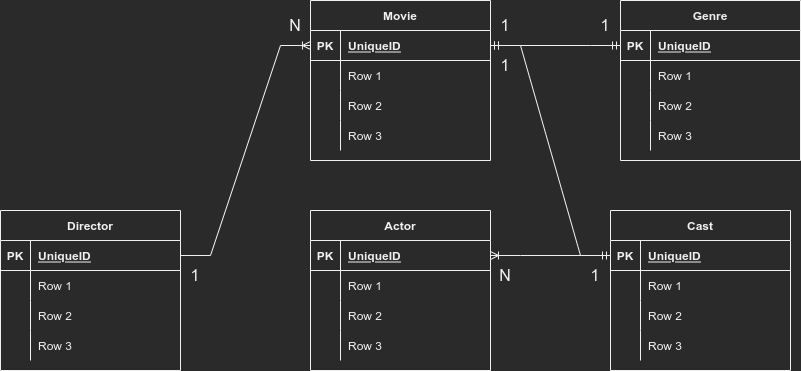 N
Movie
1
1
Genre
PK UniqueID
PK UniqueID
1
Row 1
Row 1
Row 2
Row 2
Row 3
Row 3
Director
Actor
Cast
PK UniqueID
PK UniqueID
PK UniqueID
1
N
1
Row 1
Row 1
Row 1
Row 2
Row 2
Row 2
Row 3
Row 3
Row 3